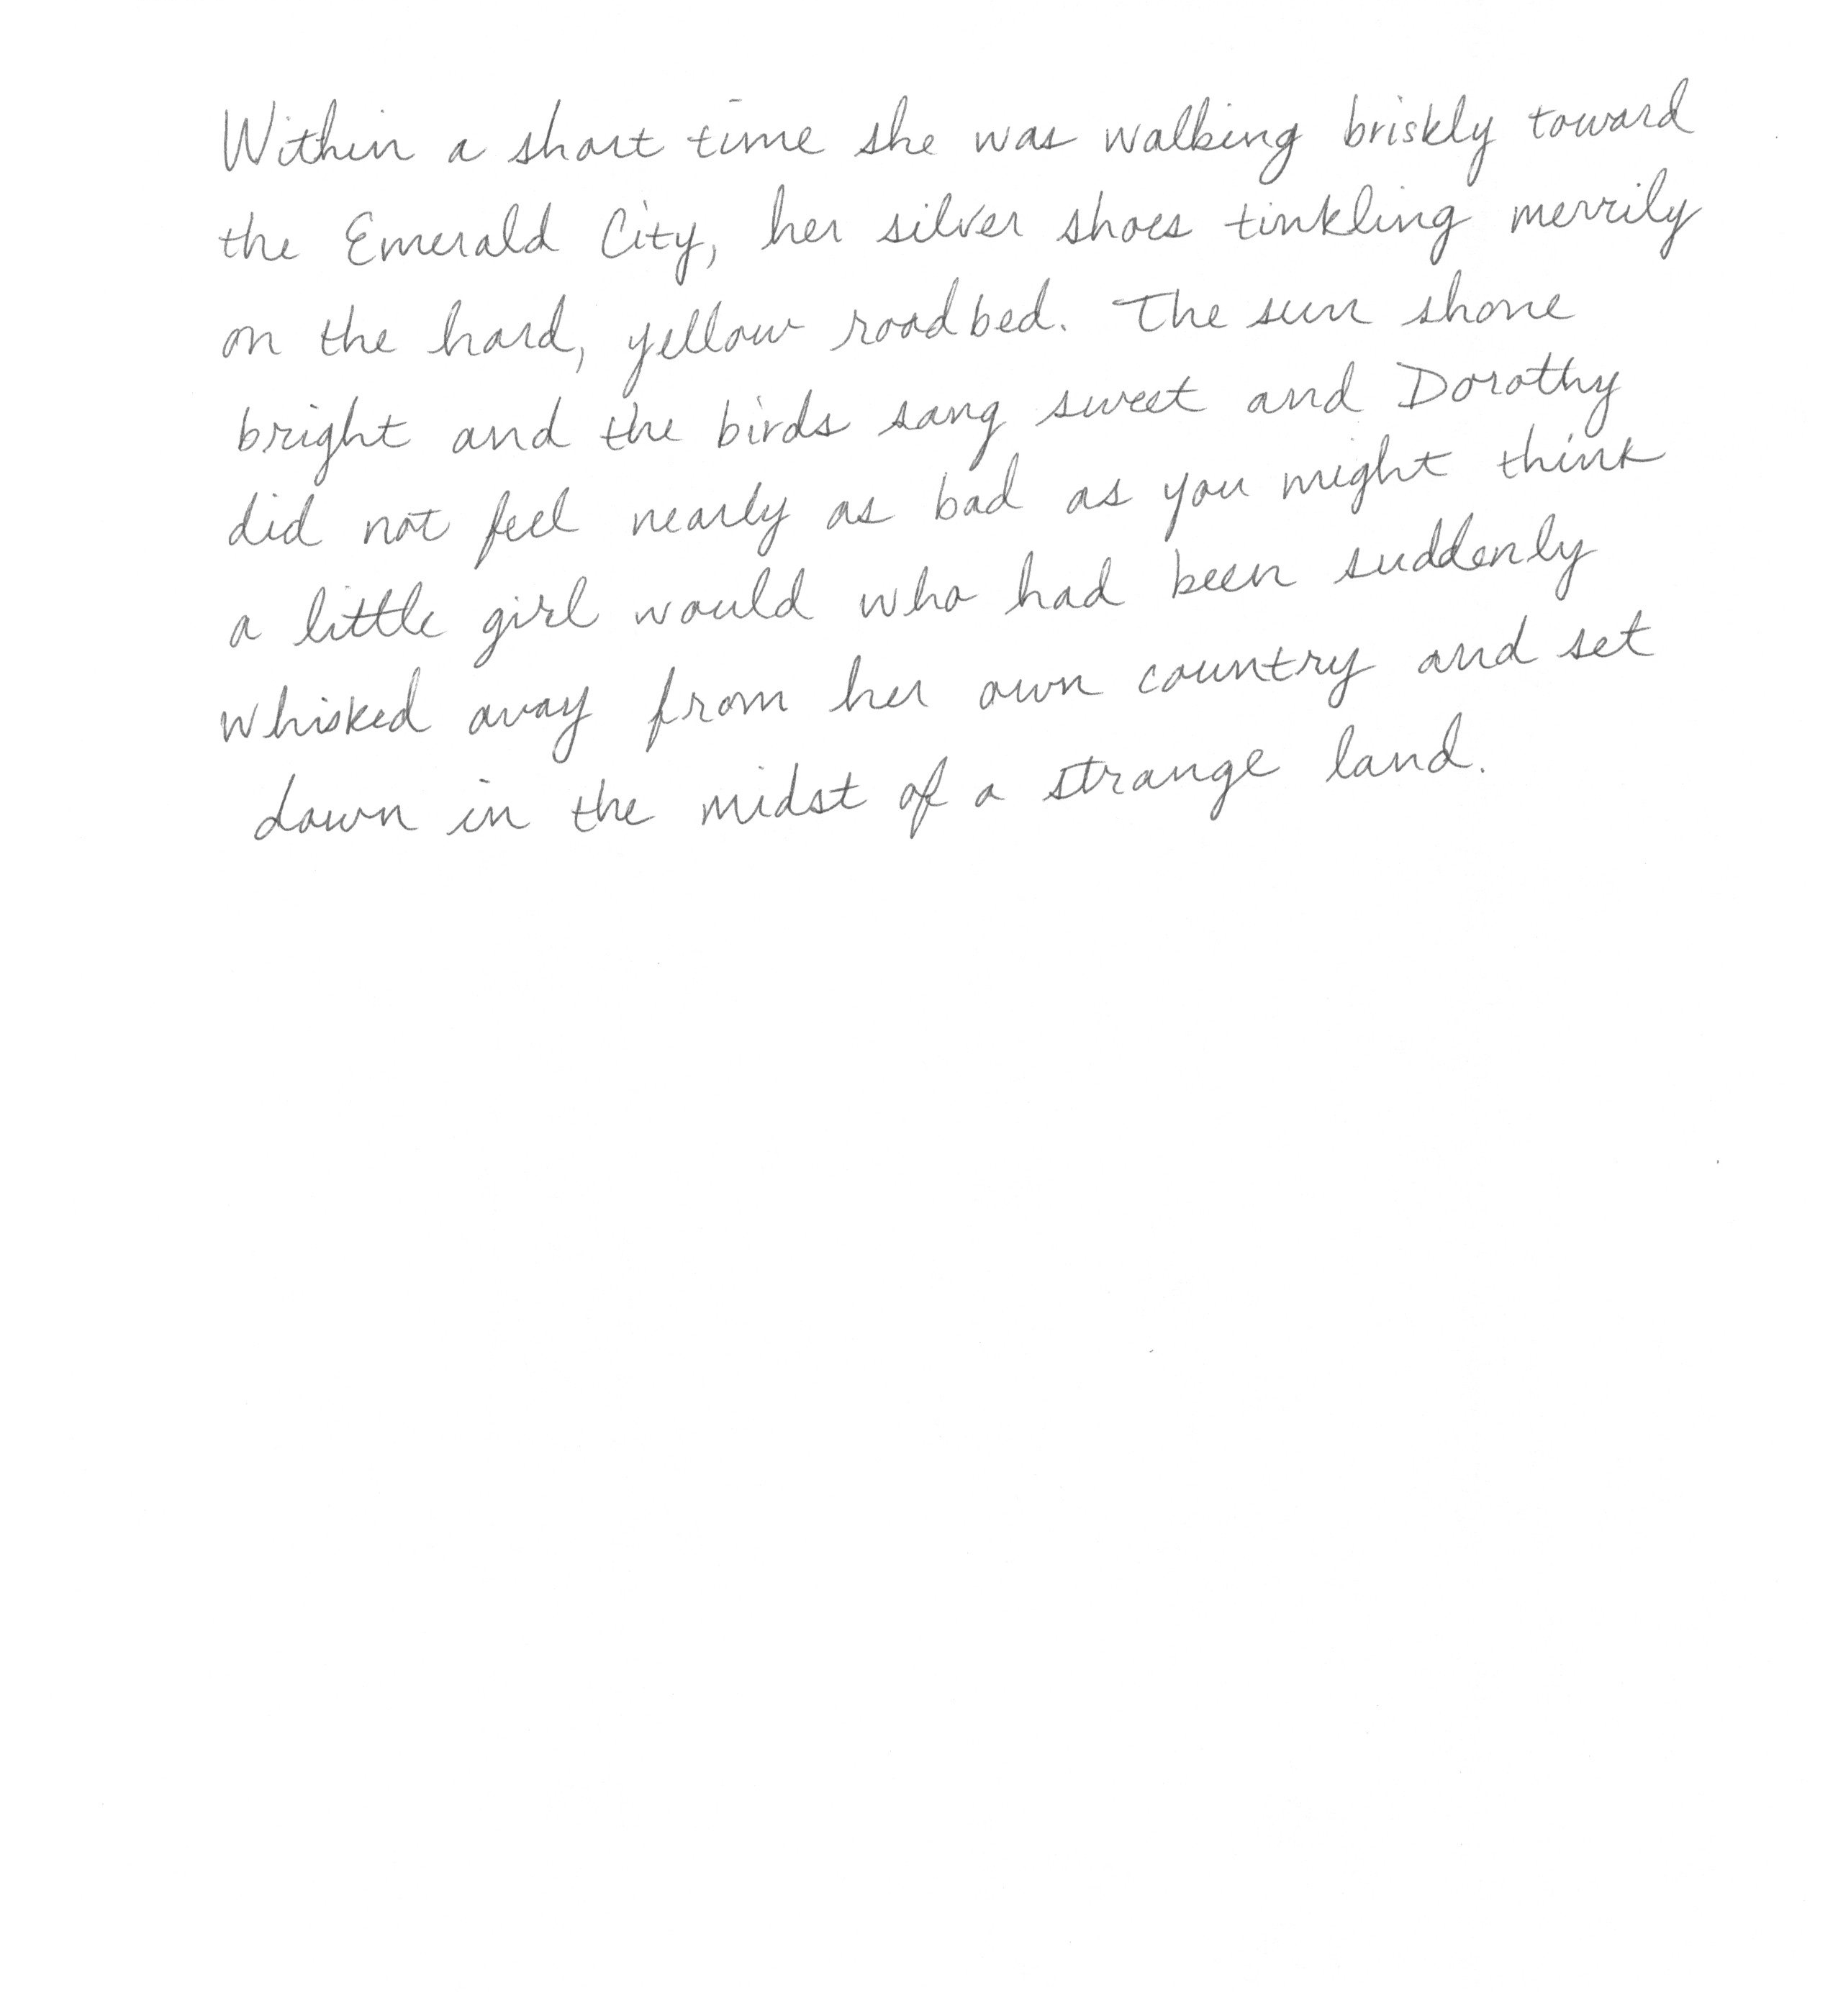 Within a short time she was walking briskly toward
the Emerald City, her silver shoes tinkling merrily
on the hard, yellow roadbed. The sun shone
bright and the birds sang sweet and Dorothy
did not feel nearly as bad as you might think
a little girl would who had been suddenly
whisked away from her own country and set
down in the midst of a strange land.